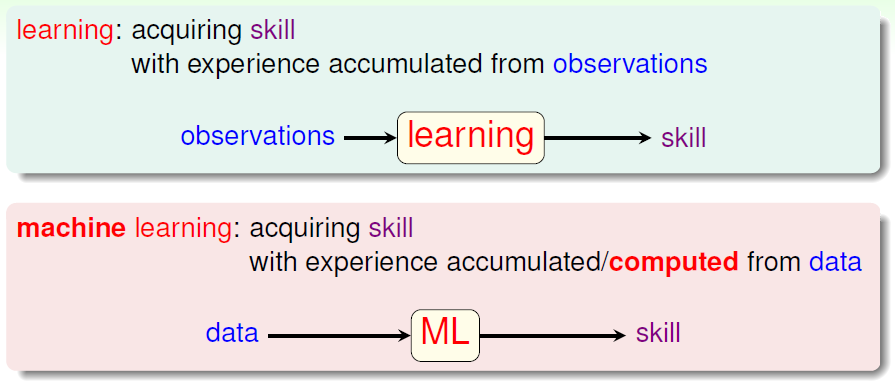 learning: acquiring skill
with experience accumulated from observations
observations learning skill
machine learning: acquiring skill
with experience accumulated/computed from data
data ML skill